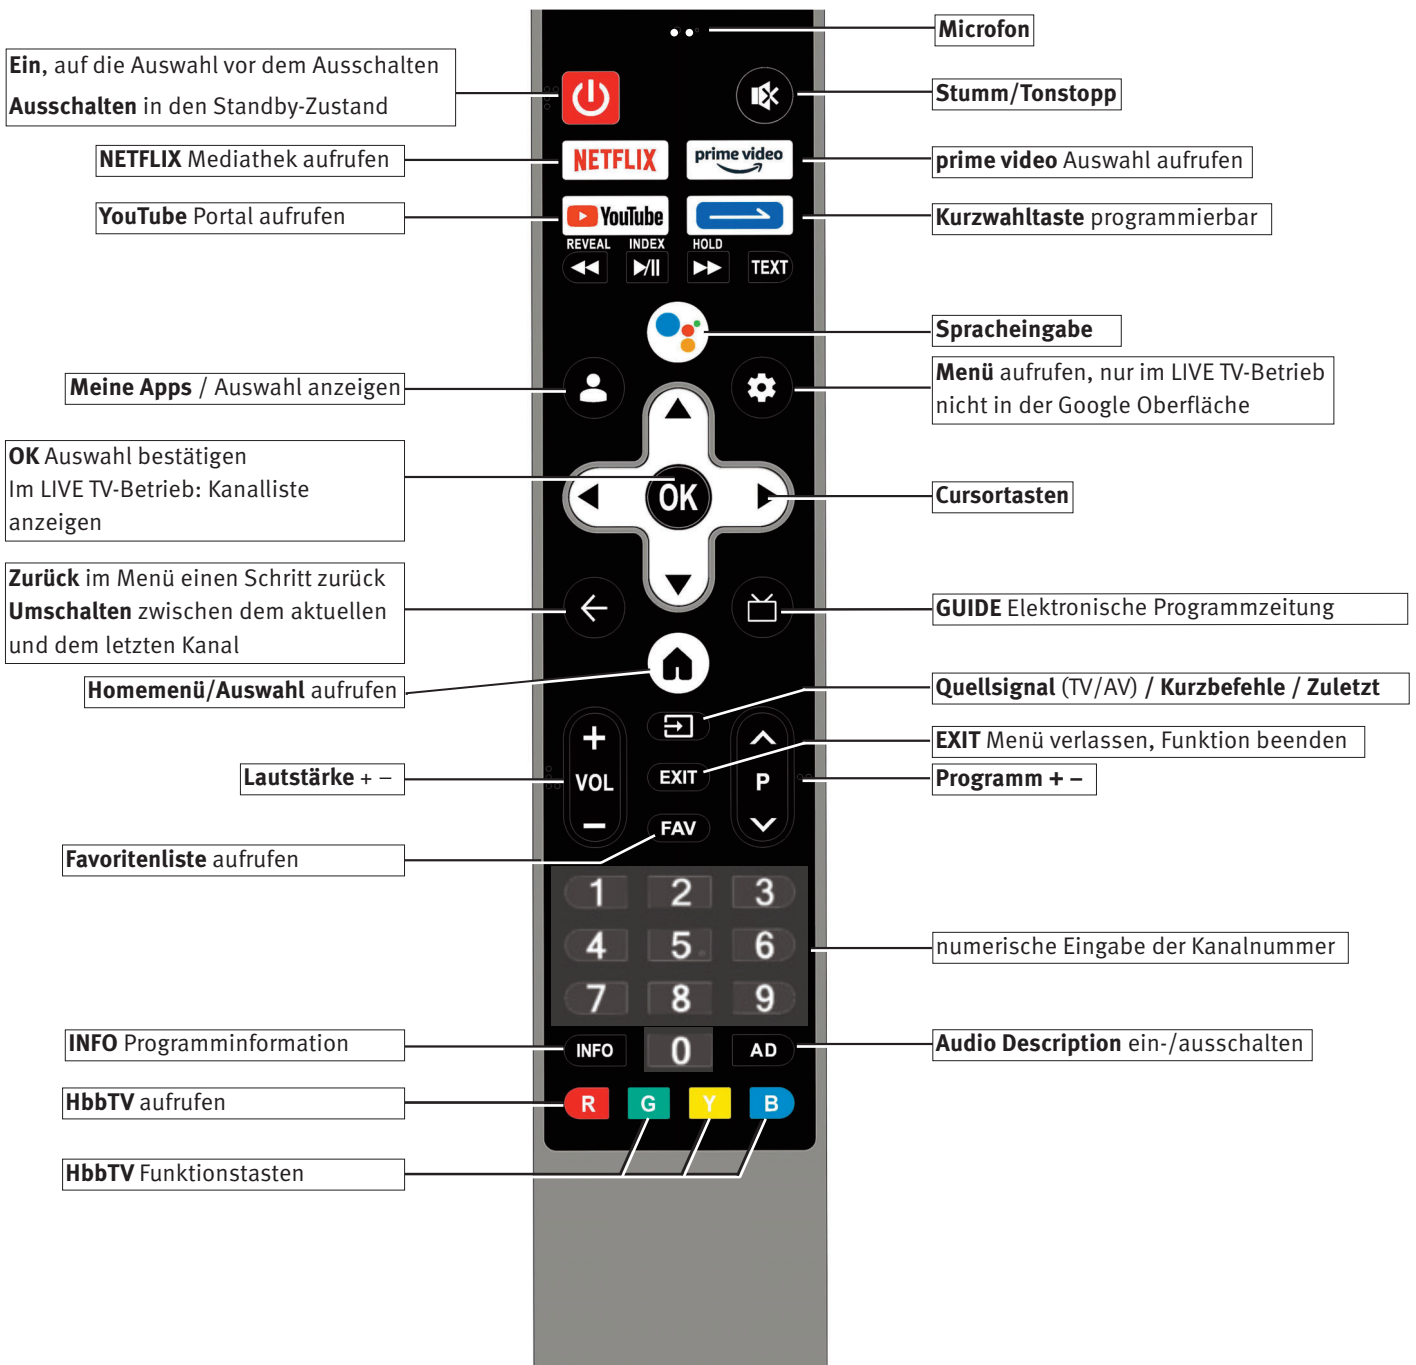 Microfon
Ein, auf die Auswahl vor dem Ausschalten
Ausschalten in den Standby-Zustand
Stumm/Tonstopp
NETFLIX Mediathek aufrufen
NETFLIX
prime video
prime video Auswahl aufrufen
YouTube Portal aufrufen
YouTube
Kurzwahltaste programmierbar
REVEAL INDEX HOLD
TEXT
Spracheingabe
Meine Apps / Auswahl anzeigen
Menü aufrufen, nur im LIVE TV-Betrieb
nicht in der Google Oberfläche
OK Auswahl bestätigen
Im LIVE TV-Betrieb: Kanalliste
anzeigen
OK
Cursortasten
Zurück im Menü einen Schritt zurück
Umschalten zwischen dem aktuellen
und dem letzten Kanal
GUIDE Elektronische Programmzeitung
Homemenü/Auswahl aufrufen
Quellsignal (TV/AV) / Kurzbefehle / Zuletzt
EXIT Menü verlassen, Funktion beenden
Lautstärke + –
+
VOL
–
EXIT
P
Programm + –
FAV
Favoritenliste aufrufen
1 2 3
4 5 6
7 8 9
numerische Eingabe der Kanalnummer
INFO Programminformation
INFO 0 AD
Audio Description ein-/ausschalten
HbbTV aufrufen
R G Y B
HbbTV Funktionstasten